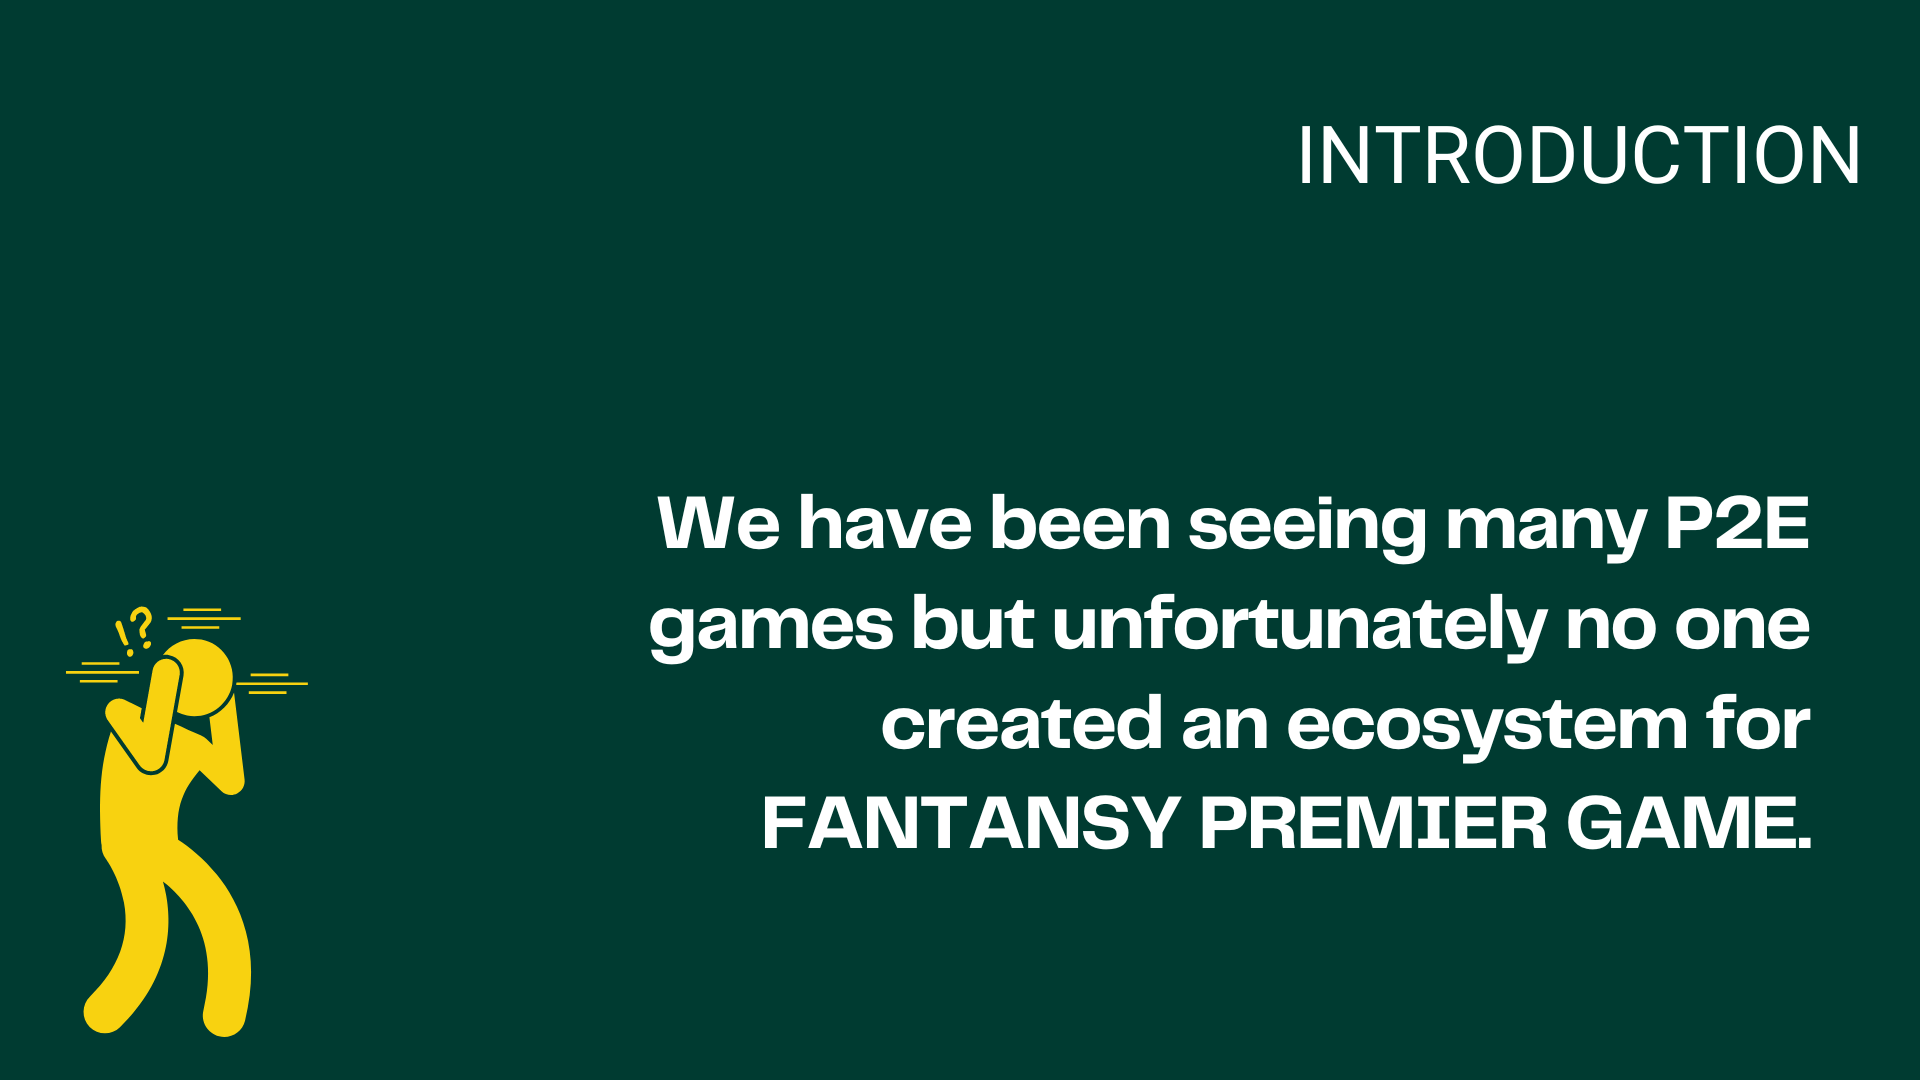 INTRODUCTION
We have been seeing many P2E
games but unfortunately no one
created an ecosystem for
FANTANSY PREMIER GAME.
!?